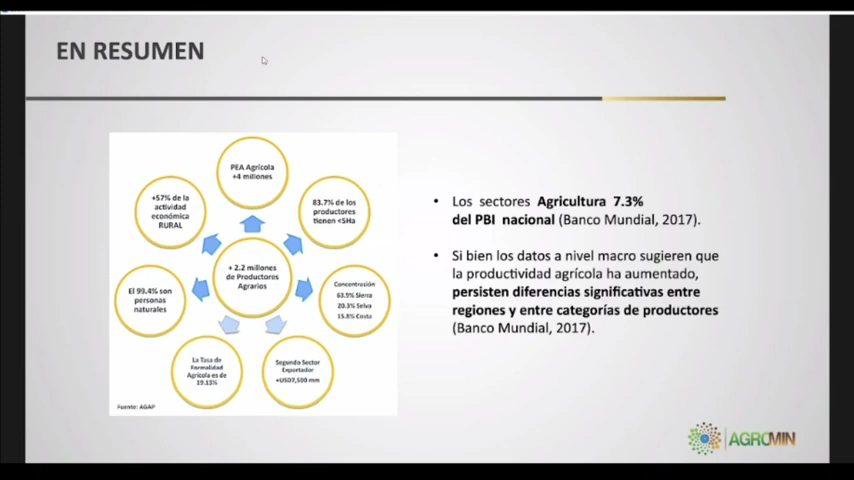 EN RESUMEN
PEA Agrícola
+4 millones
+57% de la
actividad
económica
RURAL
83.7% de los
productores
tienen <5Ha
+ 2.2 millones
de Productores
Agrarios
El 99.4% son
personas
naturales
Concentración
63.9% Sierra
20.3% Selva
15.8% Costa
La Tasa de
Formalidad
Agrícola es de
19.13%
Segundo Sector
Exportador
+USD7,500 mm
Fuente: AGAP
• Los sectores Agricultura 7.3%
del PBI nacional (Banco Mundial, 2017).
• Si bien los datos a nivel macro sugieren que
la productividad agrícola ha aumentado,
persisten diferencias significativas entre
regiones y entre categorías de productores
(Banco Mundial, 2017).
AGROMIN